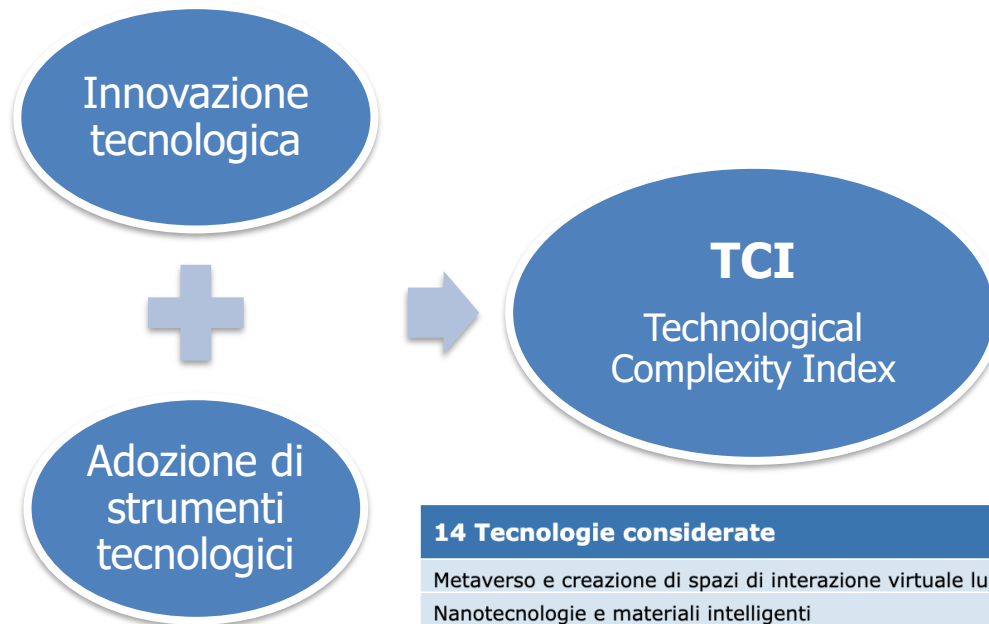 Innovazione
tecnologica
Adozione di
strumenti
tecnologici
TCI
Technological
Complexity Index
14 Tecnologie considerate
Metaverso e creazione di spazi di interazione virtuale
Nanotecnologie e materiali intelligenti